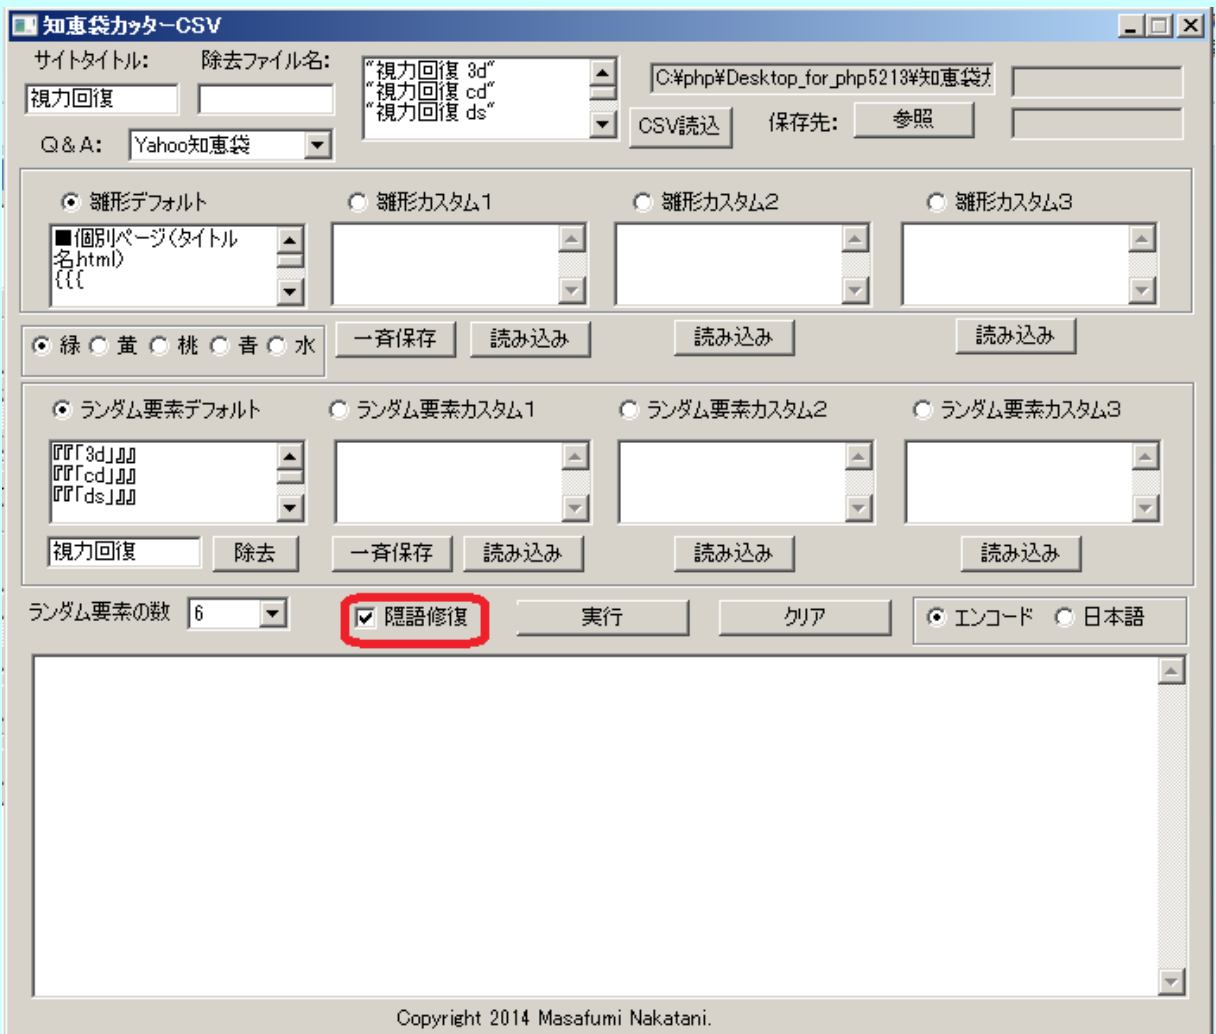 知恵袋カッターCSV
サイトタイトル:
除去ファイル名:
視力回復
"視力回復 3d"
"視力回復 cd"
"視力回復 ds"
C:¥php¥Desktop_for_php5213¥知恵袋
CSV読込
保存先:
参照
Q&A:
Yahoo知恵袋
雛形デフォルト
雛形カスタム1
雛形カスタム2
雛形カスタム3
■個別ページ(タイトル
名.html)
{{{
緑 黄 桃 青 水
一斉保存
読み込み
読み込み
読み込み
ランダム要素デフォルト
ランダム要素カスタム1
ランダム要素カスタム2
ランダム要素カスタム3
『『「3d」』』
『『「cd」』』
『『「ds」』』
視力回復
除去
一斉保存
読み込み
読み込み
読み込み
ランダム要素の数
6
隠語修復
実行
クリア
エンコード
日本語
Copyright 2014 Masafumi Nakatani.